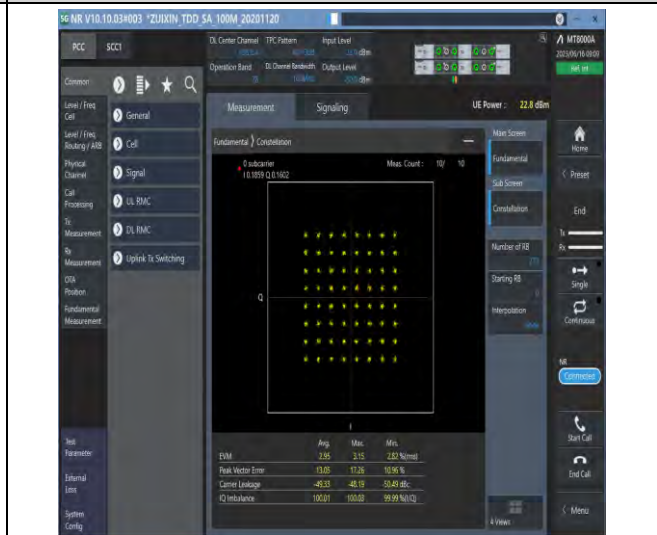 5G NR V10.10.03#003 *ZUIXIN_TDD_SA_100M_20201120
PCC SCC1
DL Center Channel TPC Pattern Input Level
dBm
Operation Band DL Channel Bandwidth Output Level
dBm
MT8000A
Ref. Int
Common
Level / Freq.
Cell
Level / Freq.
Routing / ARB
Physical
Channel
Call
Processing
Tx
Measurement
Rx
Measurement
OTA
Position
Fundamental
Measurement
Test
Parameter
External
Loss
System
Config
General
Cell
Signal
UL RMC
DL RMC
Uplink Tx Switching
Measurement Signaling UE Power : 22.8 dBm
Fundamental Constellation
0 subcarrier Meas. Count : 10/ 10
I 0.1859 Q 0.1602
Q
I
Avg. Max. Min.
EVM 2.95 3.15 2.82 %(rms)
Peak Vector Error 13.05 17.26 10.96 %
Carrier Leakage -49.33 -48.19 -50.49 dBc
IQ Imbalance 100.01 100.03 99.99 %(I/Q)
Main Screen
Fundamental
Sub Screen
Constellation
Number of RB
Starting RB
Interpolation
4 Views
Home
Preset
End
Tx
Rx
Single
Continuous
NR
Connected
Start Call
End Call
Menu